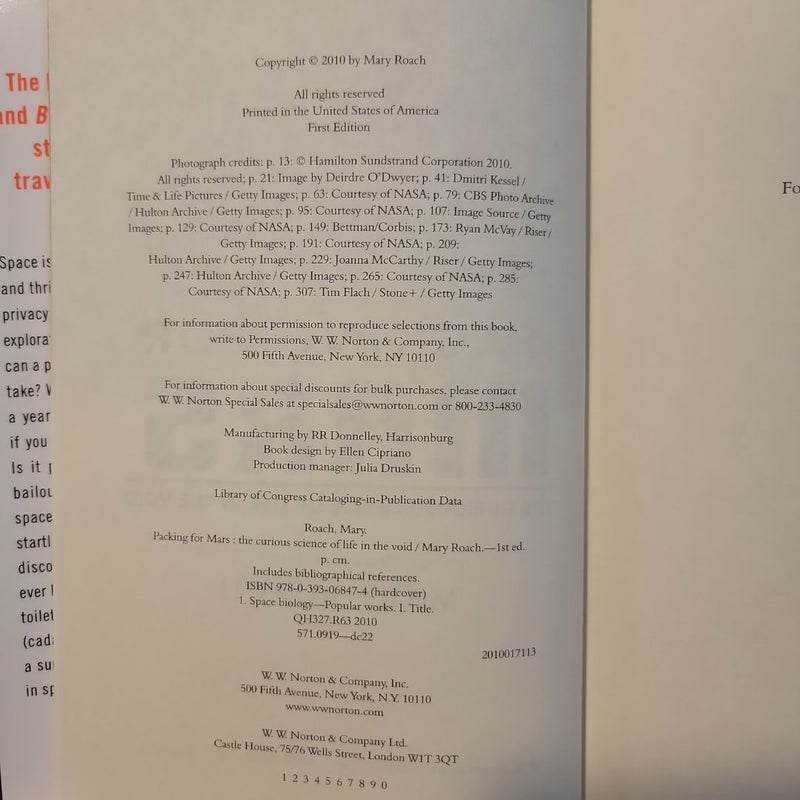 The
and B
st
trav
Space is
and thri
privacy
explora
can a p
take? W
a year
if you
Is it p
bailou
space
startl
disco
ever
toilet
(cada
a su
in sp
Copyright © 2010 by Mary Roach
All rights reserved
Printed in the United States of America
First Edition
Photograph credits: p. 13: © Hamilton Sundstrand Corporation 2010.
All rights reserved; p. 21: Image by Deirdre O'Dwyer; p. 41: Dmitri Kessel /
Time & Life Pictures / Getty Images; p. 63: Courtesy of NASA; p. 79: CBS Photo Archive
/ Hulton Archive / Getty Images; p. 95: Courtesy of NASA; p. 107: Image Source / Getty
Images; p. 129: Courtesy of NASA; p. 149: Bettman/Corbis; p. 173: Ryan McVay / Riser /
Getty Images; p. 191: Courtesy of NASA; p. 209:
Hulton Archive / Getty Images; p. 229: Joanna McCarthy / Riser / Getty Images;
p. 247: Hulton Archive / Getty Images; p. 265: Courtesy of NASA; p. 285:
Courtesy of NASA; p. 307: Tim Flach / Stone+ / Getty Images
For information about permission to reproduce selections from this book,
write to Permissions, W. W. Norton & Company, Inc.,
500 Fifth Avenue, New York, NY 10110
For information about special discounts for bulk purchases, please contact
W. W. Norton Special Sales at specialsales@wwnorton.com or 800-233-4830
Manufacturing by RR Donnelley, Harrisonburg
Book design by Ellen Cipriano
Production manager: Julia Druskin
Library of Congress Cataloging-in-Publication Data
Roach, Mary.
Packing for Mars : the curious science of life in the void / Mary Roach.—1st ed.
p. cm.
Includes bibliographical references.
ISBN 978-0-393-06847-4 (hardcover)
1. Space biology—Popular works. I. Title.
QH327.R63 2010
571.0919—dc22
2010017113
W. W. Norton & Company, Inc.
500 Fifth Avenue, New York, N.Y. 10110
www.wwnorton.com
W. W. Norton & Company Ltd.
Castle House, 75/76 Wells Street, London W1T 3QT
1 2 3 4 5 6 7 8 9 0
Fo